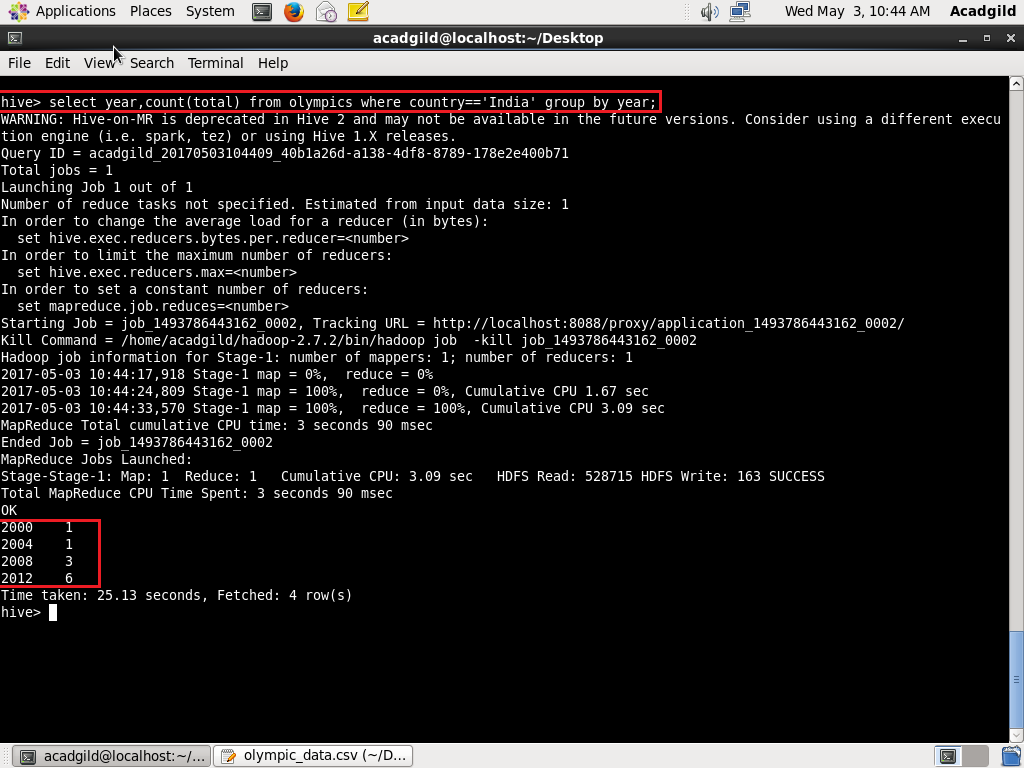 Applications Places System Wed May 3, 10:44 AM Acadgild
acadgild@localhost:~/Desktop
File Edit View Search Terminal Help
hive> select year,count(total) from olympics where country=='India' group by year;
WARNING: Hive-on-MR is deprecated in Hive 2 and may not be available in the future versions. Consider using a different execu
tion engine (i.e. spark, tez) or using Hive 1.X releases.
Query ID = acadgild_20170503104409_40b1a26d-a138-4df8-8789-178e2e400b71
Total jobs = 1
Launching Job 1 out of 1
Number of reduce tasks not specified. Estimated from input data size: 1
In order to change the average load for a reducer (in bytes):
  set hive.exec.reducers.bytes.per.reducer=<number>
In order to limit the maximum number of reducers:
  set hive.exec.reducers.max=<number>
In order to set a constant number of reducers:
  set mapreduce.job.reduces=<number>
Starting Job = job_1493786443162_0002, Tracking URL = http://localhost:8088/proxy/application_1493786443162_0002/
Kill Command = /home/acadgild/hadoop-2.7.2/bin/hadoop job  -kill job_1493786443162_0002
Hadoop job information for Stage-1: number of mappers: 1; number of reducers: 1
2017-05-03 10:44:17,918 Stage-1 map = 0%,  reduce = 0%
2017-05-03 10:44:24,809 Stage-1 map = 100%,  reduce = 0%, Cumulative CPU 1.67 sec
2017-05-03 10:44:33,570 Stage-1 map = 100%,  reduce = 100%, Cumulative CPU 3.09 sec
MapReduce Total cumulative CPU time: 3 seconds 90 msec
Ended Job = job_1493786443162_0002
MapReduce Jobs Launched:
Stage-Stage-1: Map: 1  Reduce: 1   Cumulative CPU: 3.09 sec   HDFS Read: 528715 HDFS Write: 163 SUCCESS
Total MapReduce CPU Time Spent: 3 seconds 90 msec
OK
2000    1
2004    1
2008    3
2012    6
Time taken: 25.13 seconds, Fetched: 4 row(s)
hive>
acadgild@localhost:~/... olympic_data.csv (~/D...